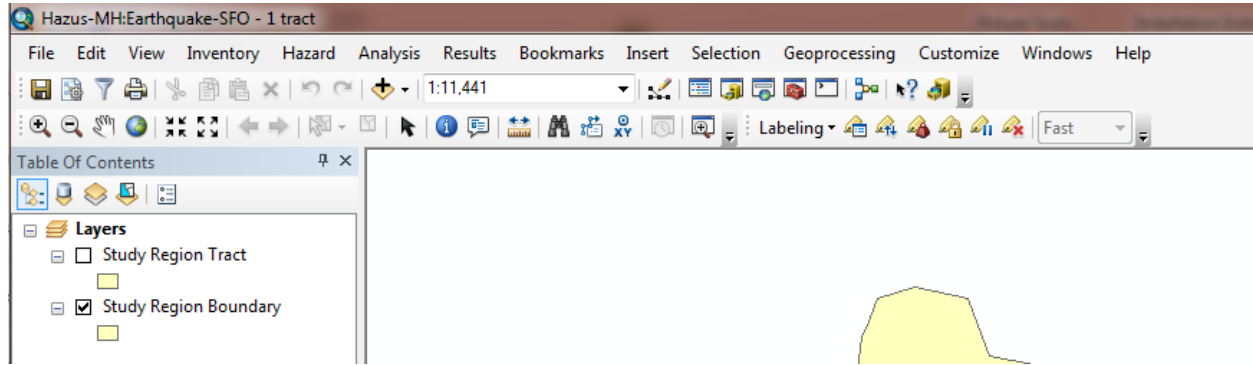 Hazus-MH:Earthquake-SFO - 1 tract
File Edit View Inventory Hazard Analysis Results Bookmarks Insert Selection Geoprocessing Customize Windows Help
1:11,441
Labeling Fast
Table Of Contents
Layers
Study Region Tract
Study Region Boundary